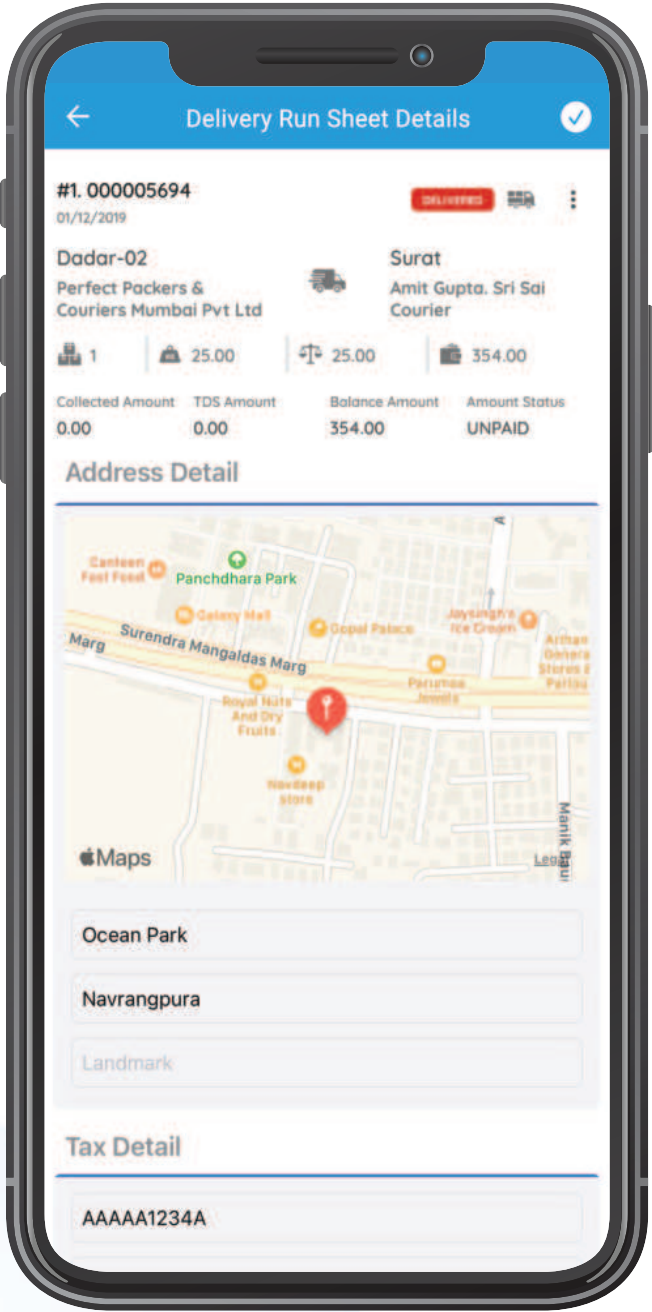 Delivery Run Sheet Details
#1. 000005694
DELIVERED
01/12/2019
Dadar-02
Surat
Perfect Packers &
Couriers Mumbai Pvt Ltd
Amit Gupta. Sri Sai
Courier
1
25.00
25.00
354.00
Collected Amount
TDS Amount
Balance Amount
Amount Status
0.00
0.00
354.00
UNPAID
Address Detail
A
Canteen
Fast Food
Panchdhara Park
Galaxy Mall
Gopal Palace
Jaysingh's
Ice Cream
Marg
Surendra Mangaldas Marg
Royal Nuts
And Dry
Fruits
Jewels
Navdeep
store
Manik Baui
Maps
Legal
Ocean Park
Navrangpura
Landmark
Tax Detail
AAAAA1234A